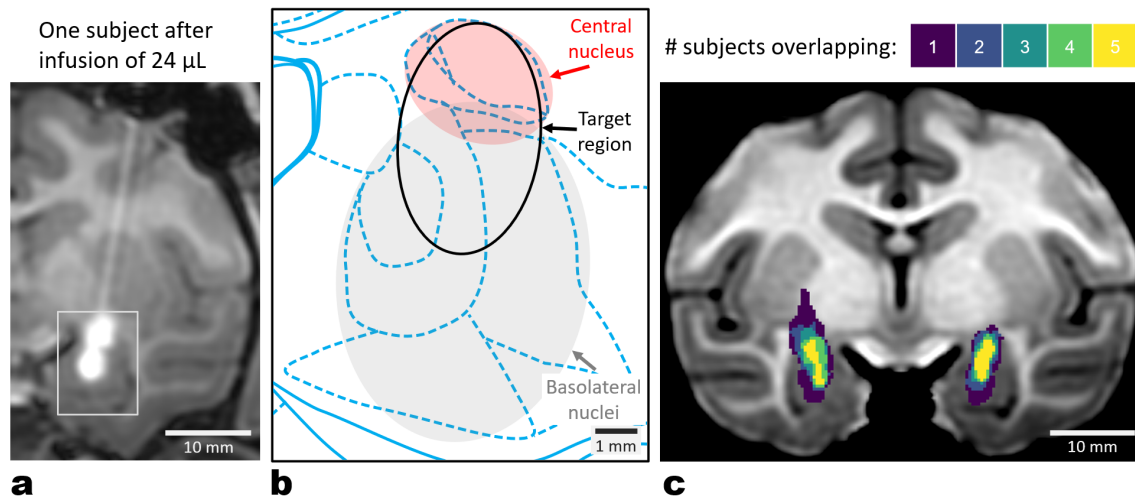 One subject after
infusion of 24 µL
10 mm
a
Central
nucleus
Target
region
Basolateral
nuclei
1 mm
b
# subjects overlapping:
1 2 3 4 5
10 mm
c